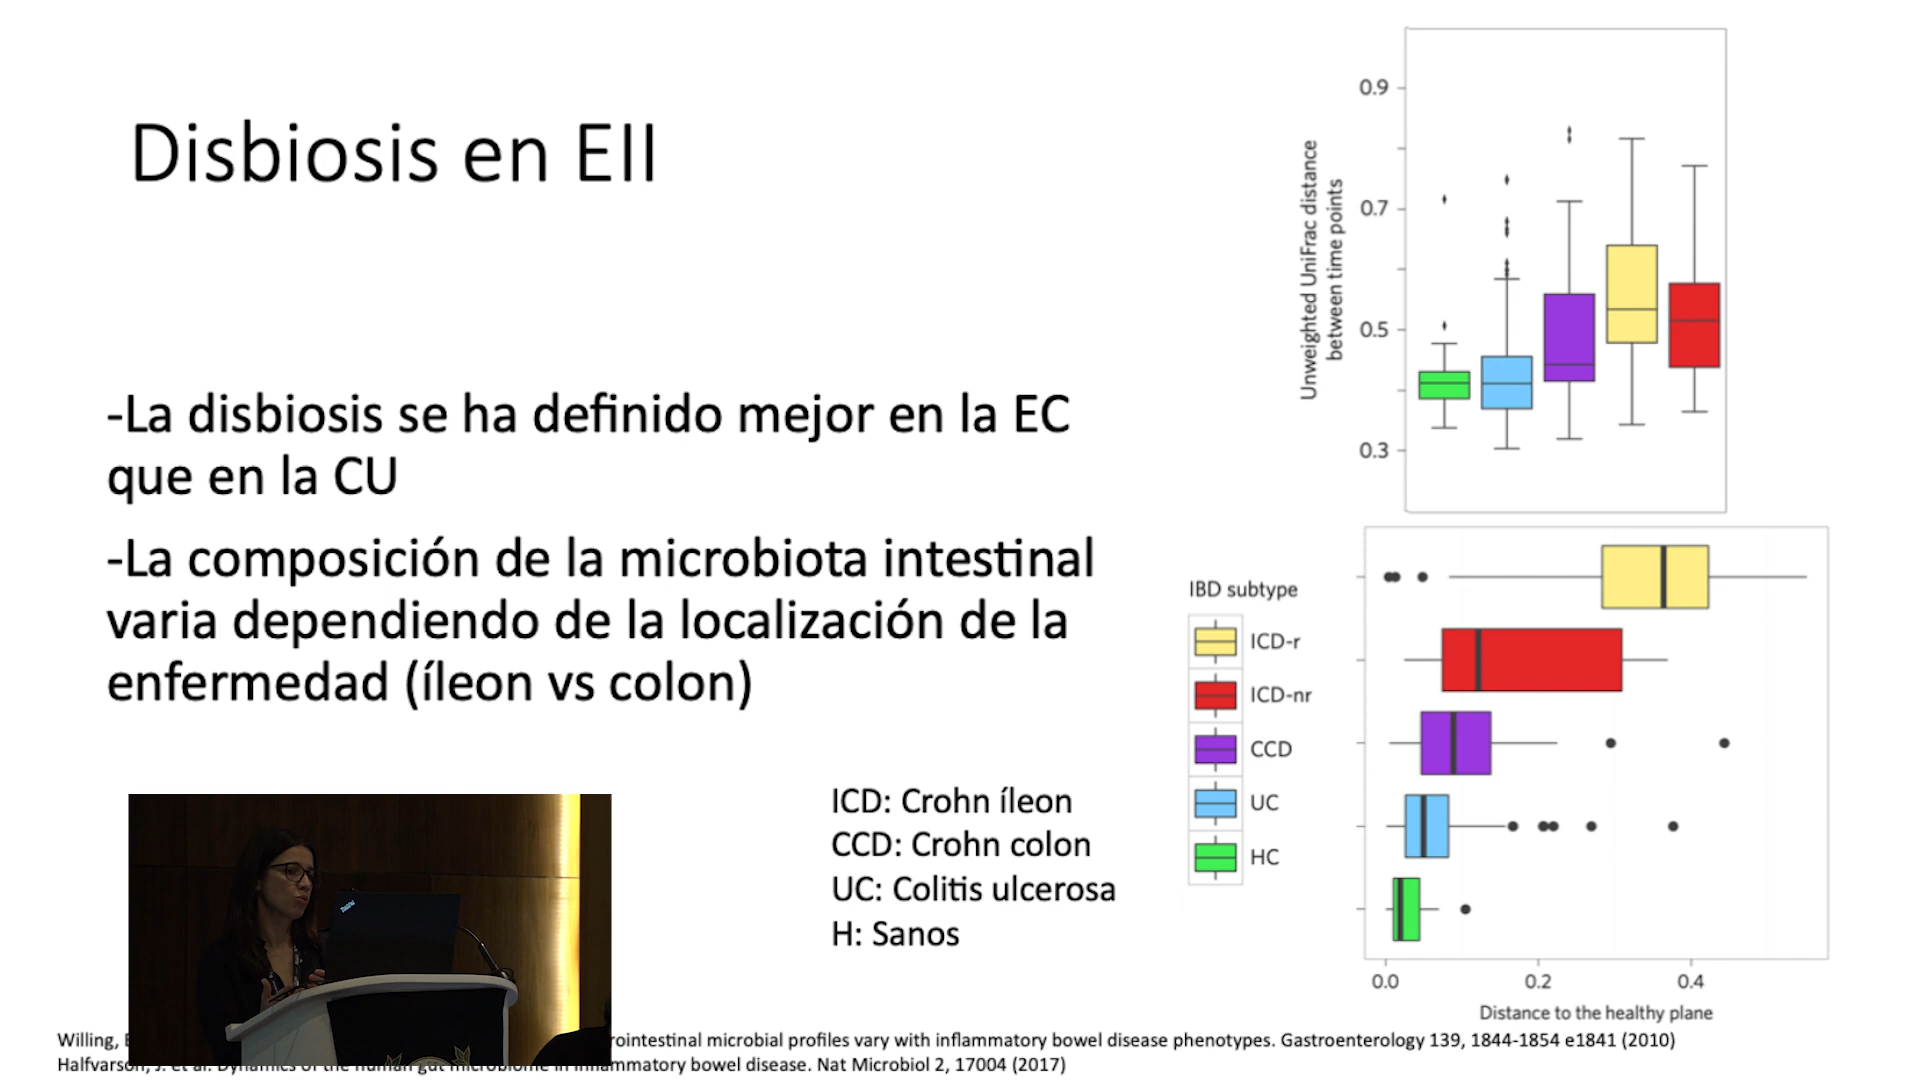 Disbiosis en EII
-La disbiosis se ha definido mejor en la EC
que en la CU
-La composición de la microbiota intestinal
varia dependiendo de la localización de la
enfermedad (íleon vs colon)
ICD: Crohn íleon
CCD: Crohn colon
UC: Colitis ulcerosa
H: Sanos
Unweighted UniFrac distance
between time points
0.9
0.7
0.5
0.3
IBD subtype
ICD-r
ICD-nr
CCD
UC
HC
0.0 0.2 0.4
Distance to the healthy plane
ThinkPad
Willing, rointestinal microbial profiles vary with inflammatory bowel disease phenotypes. Gastroenterology 139, 1844-1854 e1841 (2010)
Halfvarson, J. et al. Dynamics of the human gut microbiome in inflammatory bowel disease. Nat Microbiol 2, 17004 (2017)